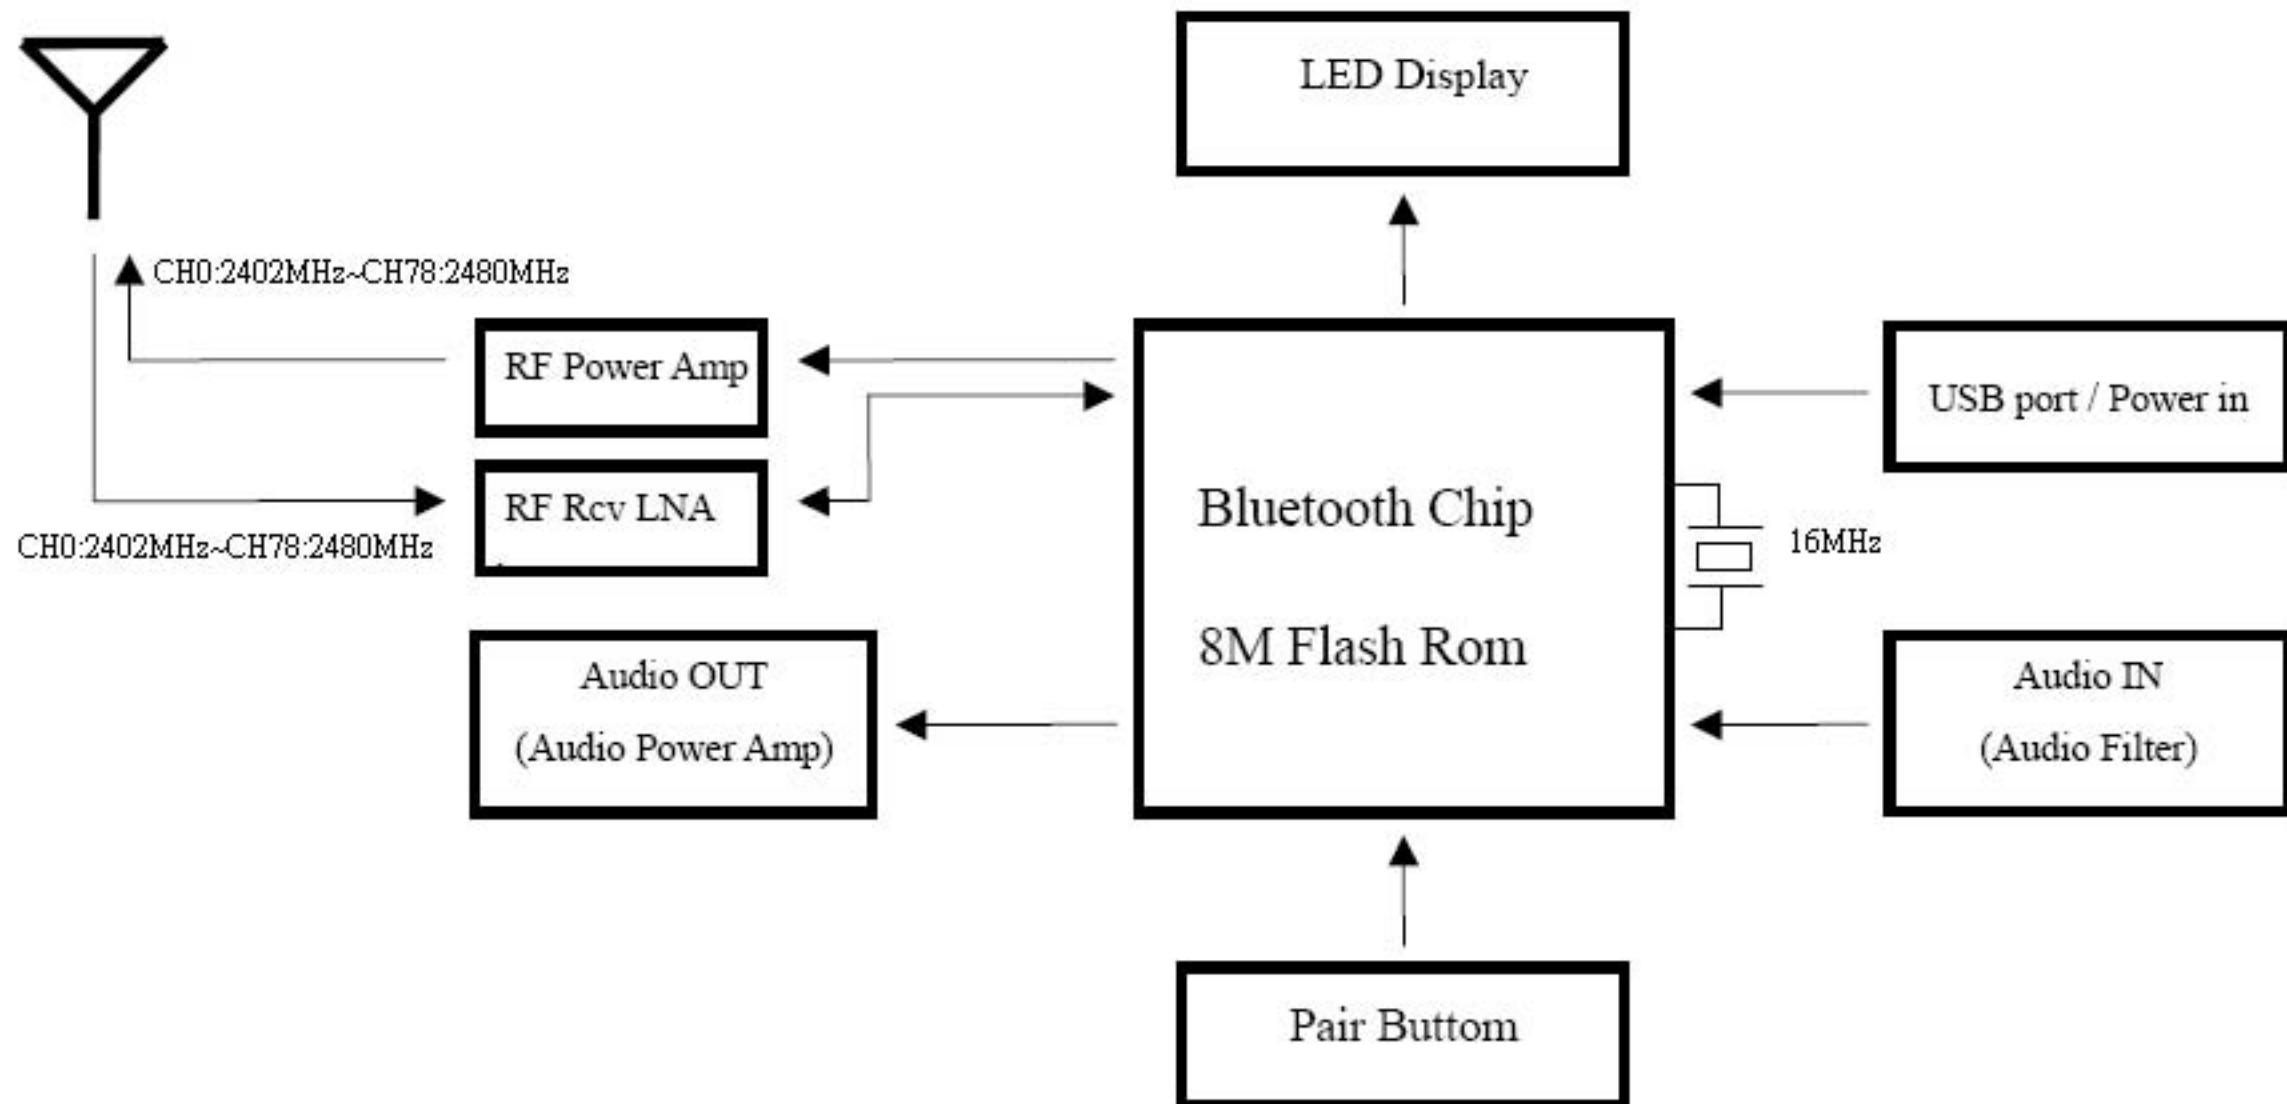 LED Display
CH0:2402MHz~CH78:2480MHz
RF Power Amp
USB port / Power in
RF Rcv LNA
CH0:2402MHz~CH78:2480MHz
Bluetooth Chip
8M Flash Rom
16MHz
Audio OUT
(Audio Power Amp)
Audio IN
(Audio Filter)
Pair Buttom